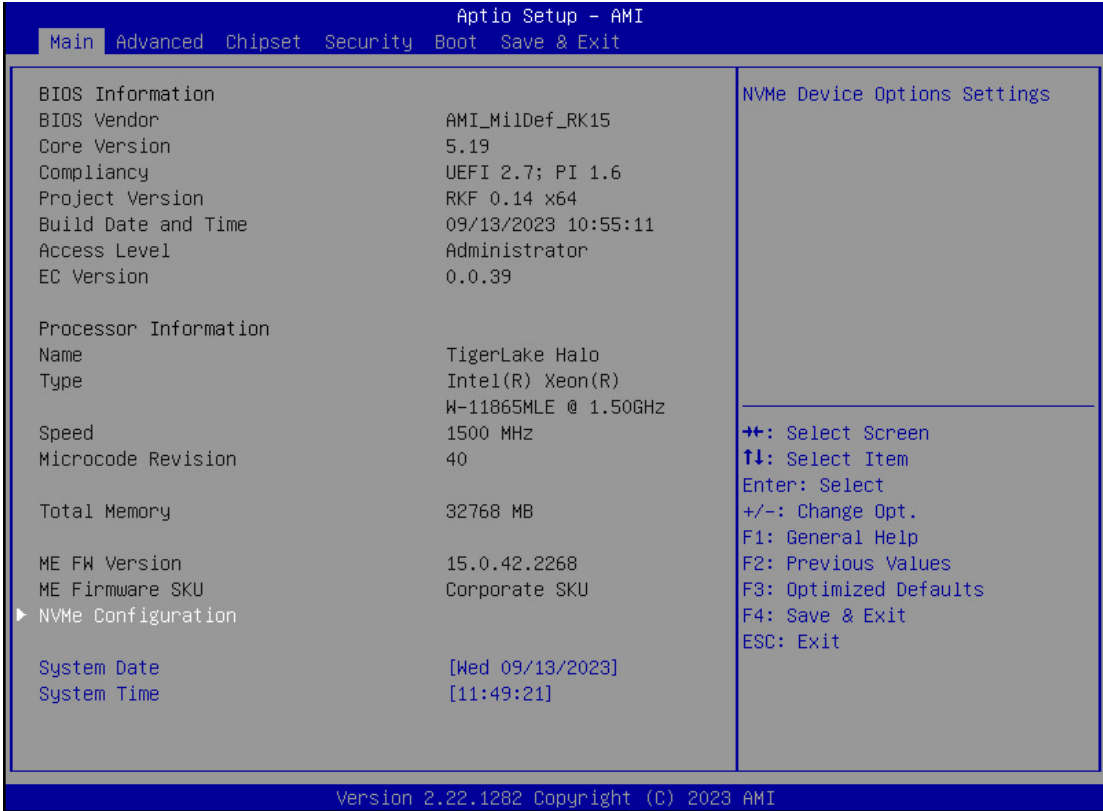 Aptio Setup – AMI
Main Advanced Chipset Security Boot Save & Exit
BIOS Information
BIOS Vendor AMI_MilDef_RK15
Core Version 5.19
Compliancy UEFI 2.7; PI 1.6
Project Version RKF 0.14 x64
Build Date and Time 09/13/2023 10:55:11
Access Level Administrator
EC Version 0.0.39
Processor Information
Name TigerLake Halo
Type Intel(R) Xeon(R)
W-11865MLE @ 1.50GHz
Speed 1500 MHz
Microcode Revision 40
Total Memory 32768 MB
ME FW Version 15.0.42.2268
ME Firmware SKU Corporate SKU
▶ NVMe Configuration
System Date [Wed 09/13/2023]
System Time [11:49:21]
NVMe Device Options Settings
→←: Select Screen
↑↓: Select Item
Enter: Select
+/-: Change Opt.
F1: General Help
F2: Previous Values
F3: Optimized Defaults
F4: Save & Exit
ESC: Exit
Version 2.22.1282 Copyright (C) 2023 AMI